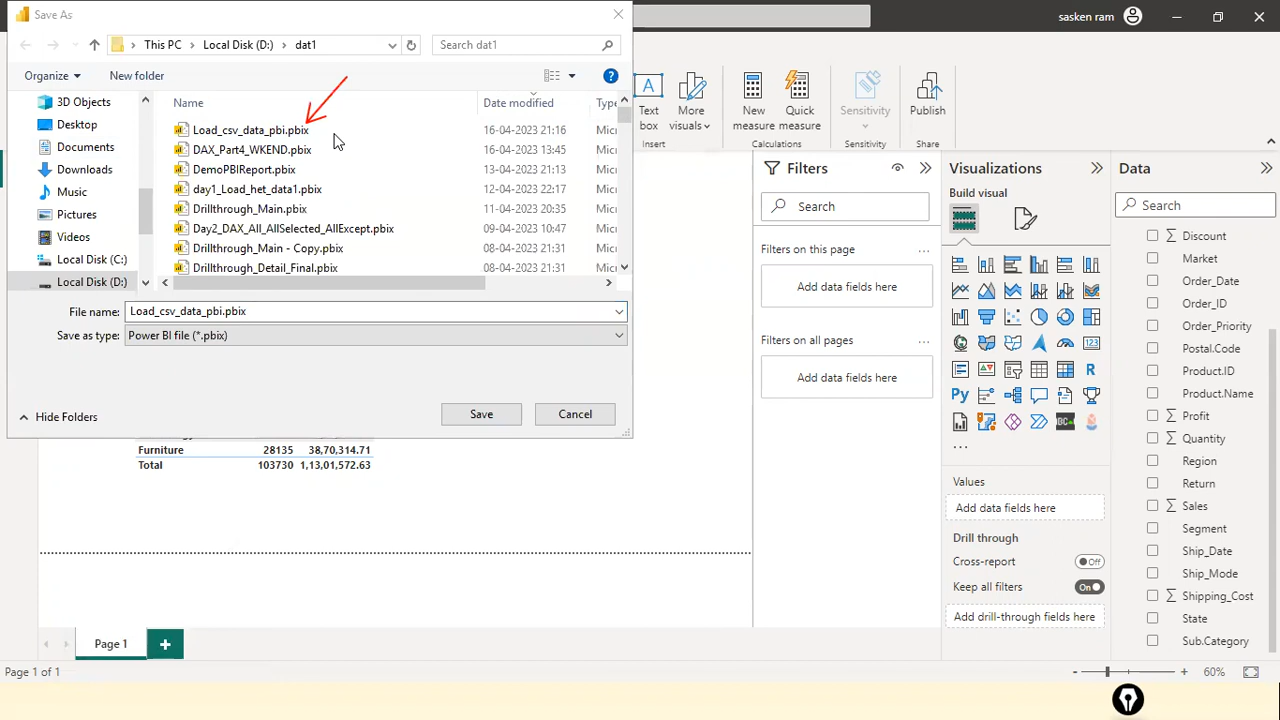 Save As
sasken ram
This PC
Local Disk (D:)
dat1
Search dat1
Organize
New folder
Name
Date modified
Type
3D Objects
Desktop
Documents
Downloads
Music
Pictures
Videos
Local Disk (C:)
Local Disk (D:)
Load_csv_data_pbi.pbix 16-04-2023 21:16 Micr
DAX_Part4_WKEND.pbix 16-04-2023 13:45 Micr
DemoPBIReport.pbix 13-04-2023 21:13 Micr
day1_Load_het_data1.pbix 12-04-2023 22:17 Micr
Drillthrough_Main.pbix 11-04-2023 20:35 Micr
Day2_DAX_All_AllSelected_AllExcept.pbix 09-04-2023 10:47 Micr
Drillthrough_Main - Copy.pbix 08-04-2023 21:31 Micr
Drillthrough_Detail_Final.pbix 08-04-2023 21:31 Micr
File name: Load_csv_data_pbi.pbix
Save as type: Power BI file (*.pbix)
Hide Folders
Save
Cancel
A
Text
box
More
visuals
Insert
New
measure
Quick
measure
Calculations
Sensitivity
Sensitivity
Publish
Share
Furniture 28135 38,70,314.71
Total 103730 1,13,01,572.63
Filters
Search
Filters on this page
...
Add data fields here
Filters on all pages
...
Add data fields here
Visualizations
Build visual
123
R
Py
...
Values
Add data fields here
Drill through
Cross-report Off
Keep all filters On
Add drill-through fields here
Data
Search
Σ Discount
Market
Order_Date
Order_ID
Order_Priority
Postal.Code
Product.ID
Product.Name
Σ Profit
Σ Quantity
Region
Return
Σ Sales
Segment
Ship_Date
Ship_Mode
Σ Shipping_Cost
State
Sub.Category
Page 1
+
Page 1 of 1
- + 60%